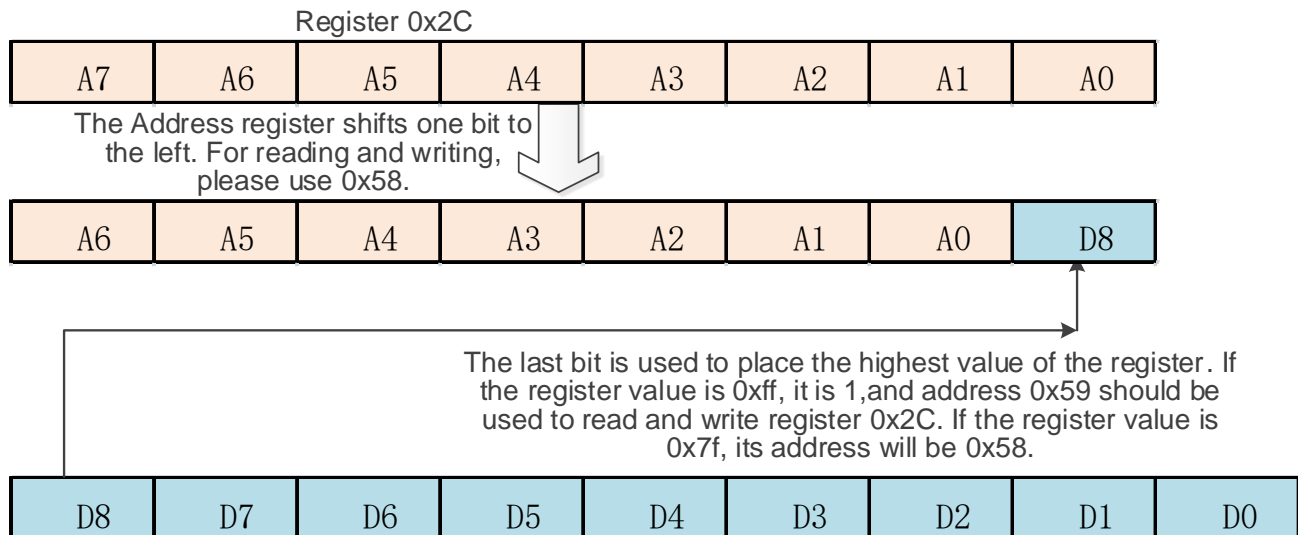 Register 0x2C
A7 A6 A5 A4 A3 A2 A1 A0
The Address register shifts one bit to
the left. For reading and writing,
please use 0x58.
A6 A5 A4 A3 A2 A1 A0 D8
The last bit is used to place the highest value of the register. If
the register value is 0xff, it is 1,and address 0x59 should be
used to read and write register 0x2C. If the register value is
0x7f, its address will be 0x58.
D8 D7 D6 D5 D4 D3 D2 D1 D0